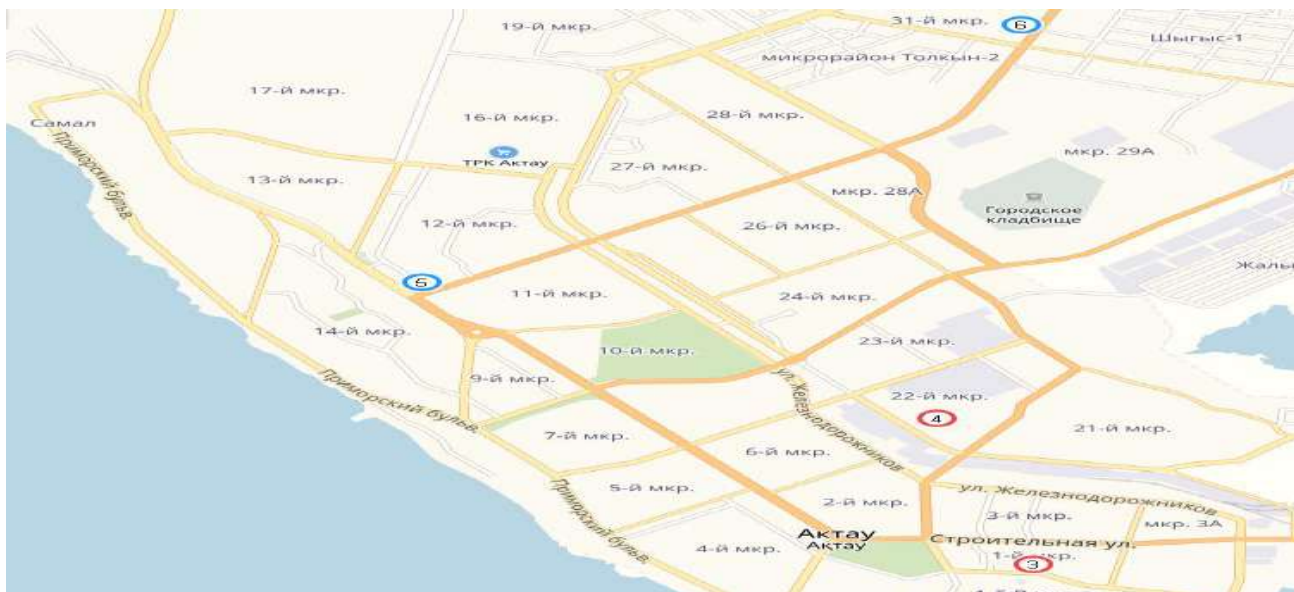 19-й мкр.
31-й мкр.
6
Шыгыс-1
микрорайон Толкын-2
17-й мкр.
16-й мкр.
28-й мкр.
Самал
ТРК Актау
27-й мкр.
мкр. 29А
13-й мкр.
мкр. 28А
Городское
кладбище
Приморский бульв.
12-й мкр.
26-й мкр.
5
11-й мкр.
24-й мкр.
14-й мкр.
10-й мкр.
23-й мкр.
9-й мкр.
ул. Железнодорожников
Приморский бульв.
22-й мкр.
4
21-й мкр.
7-й мкр.
6-й мкр.
5-й мкр.
2-й мкр.
ул. Железнодорожников
Приморский бульв.
3-й мкр.
мкр. 3А
Актау
Ақтау
Строительная ул.
4-й мкр.
1-й мкр.
3